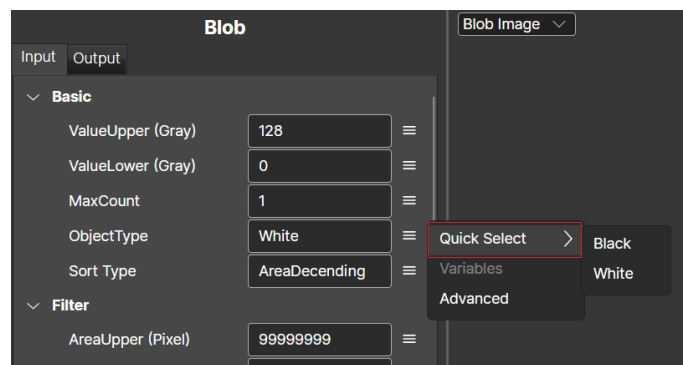 Blob
Blob Image
Input Output
Basic
ValueUpper (Gray) 128
ValueLower (Gray) 0
MaxCount 1
ObjectType White
Quick Select
Black
Sort Type AreaDecending
Variables
White
Advanced
Filter
AreaUpper (Pixel) 99999999